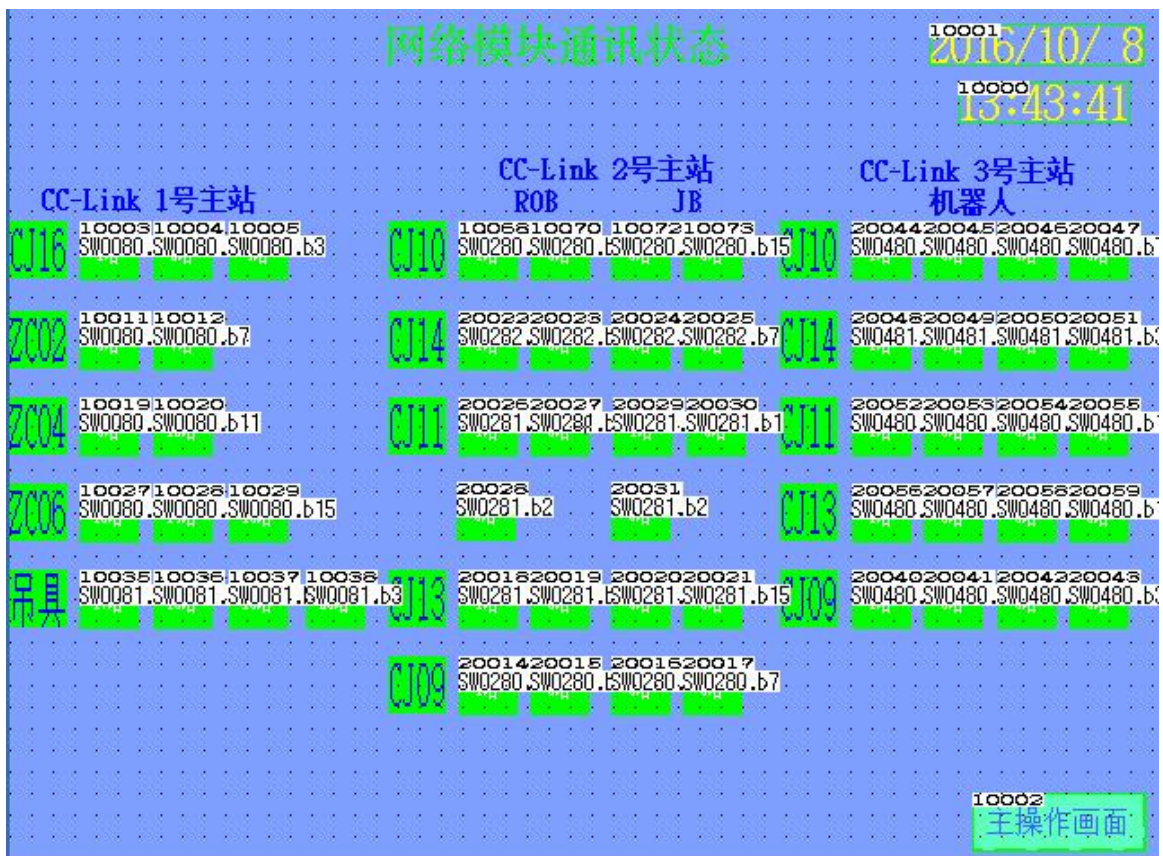 网络模块通讯状态
10001
2016/10/ 8
10000
13:43:41
CC-Link 1号主站
CC-Link 2号主站
ROB JB
CC-Link 3号主站
机器人
CJ16 10003 10004 10005
SW0080. SW0080. SW0080.b3
CJ10 10068 10070 10072 10073
SW0280. SW0280. SW0280. SW0280.b15
CJ10 20044 20045 20046 20047
SW0480. SW0480. SW0480. SW0480.
ZC02 10011 10012
SW0080. SW0080.b7
CJ14 20022 20023 20024 20025
SW0282. SW0282. SW0282. SW0282.b7
CJ14 20048 20049 20050 20051
SW0481. SW0481. SW0481. SW0481.
ZC04 10019 10020
SW0080. SW0080.b11
CJ11 20026 20027 20029 20030
SW0281. SW0281. SW0281.b1
CJ11 20052 20053 20054 20055
SW0480. SW0480. SW0480. SW0480.
ZC06 10027 10028 10029
SW0080. SW0080. SW0080.b15
20028 20031
SW0281.b2 SW0281.b2
CJ13 20056 20057 20058 20059
SW0480. SW0480. SW0480. SW0480.
吊具 10035 10036 10037 10038
SW0081. SW0081. SW0081. SW0081.b3
CJ13 20018 20019 20020 20021
SW0281. SW0281. SW0281. SW0281.b15
CJ09 20040 20041 20042 20043
SW0480. SW0480. SW0480. SW0480.
CJ09 20014 20015 20016 20017
SW0280. SW0280. SW0280. SW0280.b7
10002
主操作画面